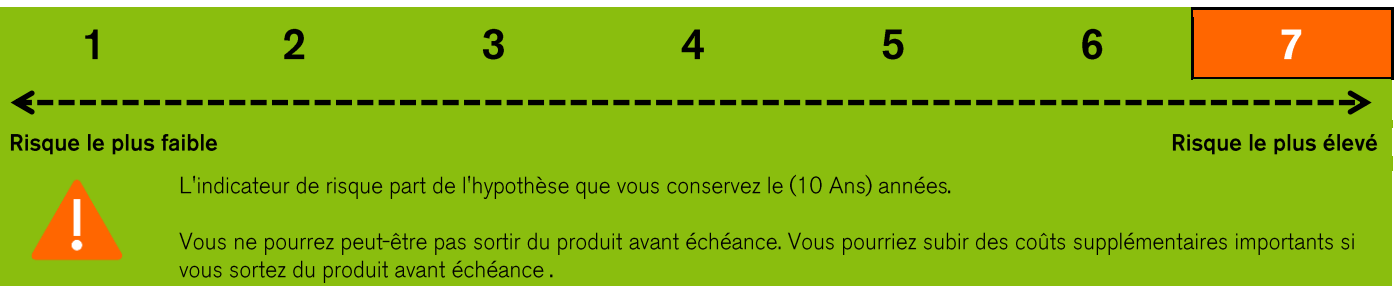 1 2 3 4 5 6 7
Risque le plus faible Risque le plus élevé
L'indicateur de risque part de l'hypothèse que vous conservez le (10 Ans) années.
Vous ne pourrez peut-être pas sortir du produit avant échéance. Vous pourriez subir des coûts supplémentaires importants si
vous sortez du produit avant échéance .